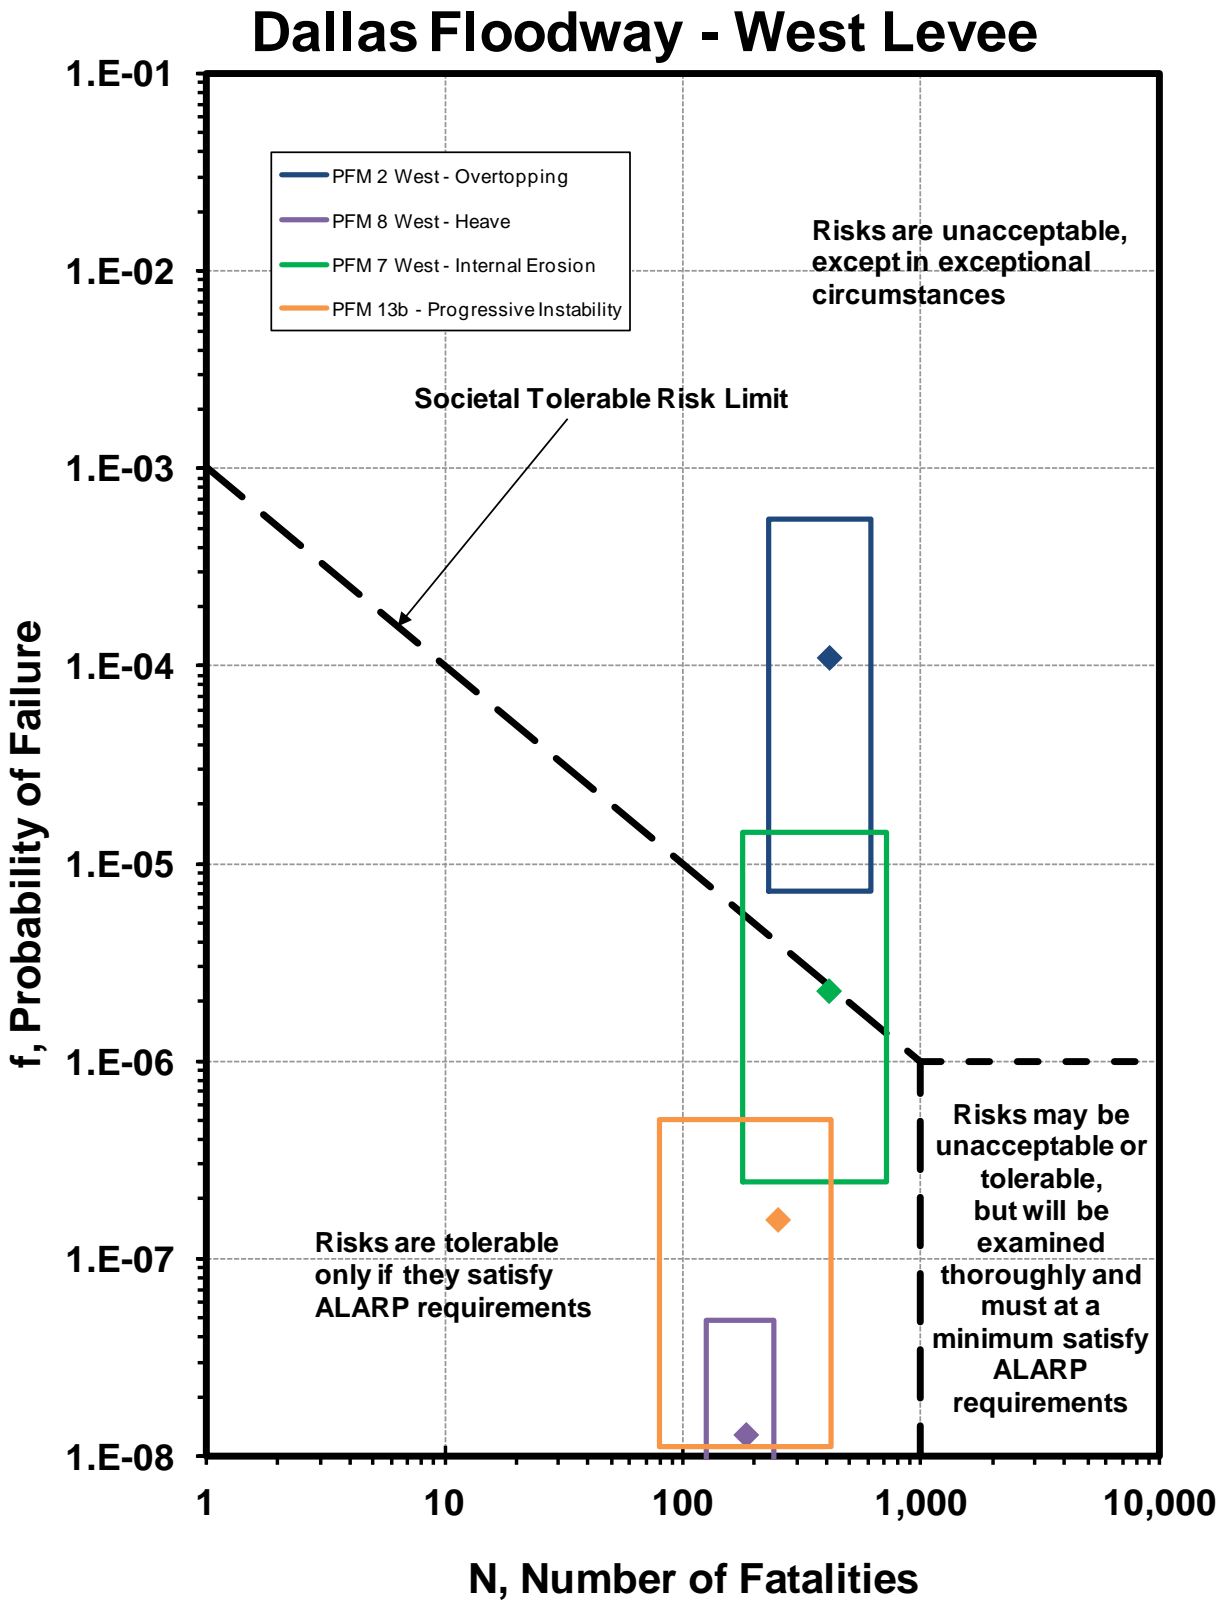 Dallas Floodway - West Levee
1.E-01
1.E-02
1.E-03
1.E-04
1.E-05
1.E-06
1.E-07
1.E-08
f, Probability of Failure
PFM 2 West - Overtopping
PFM 8 West - Heave
PFM 7 West - Internal Erosion
PFM 13b - Progressive Instability
Risks are unacceptable,
except in exceptional
circumstances
Societal Tolerable Risk Limit
Risks may be
unacceptable or
tolerable,
but will be
examined
thoroughly and
must at a
minimum satisfy
ALARP
requirements
Risks are tolerable
only if they satisfy
ALARP requirements
1
10
100
1,000
10,000
N, Number of Fatalities